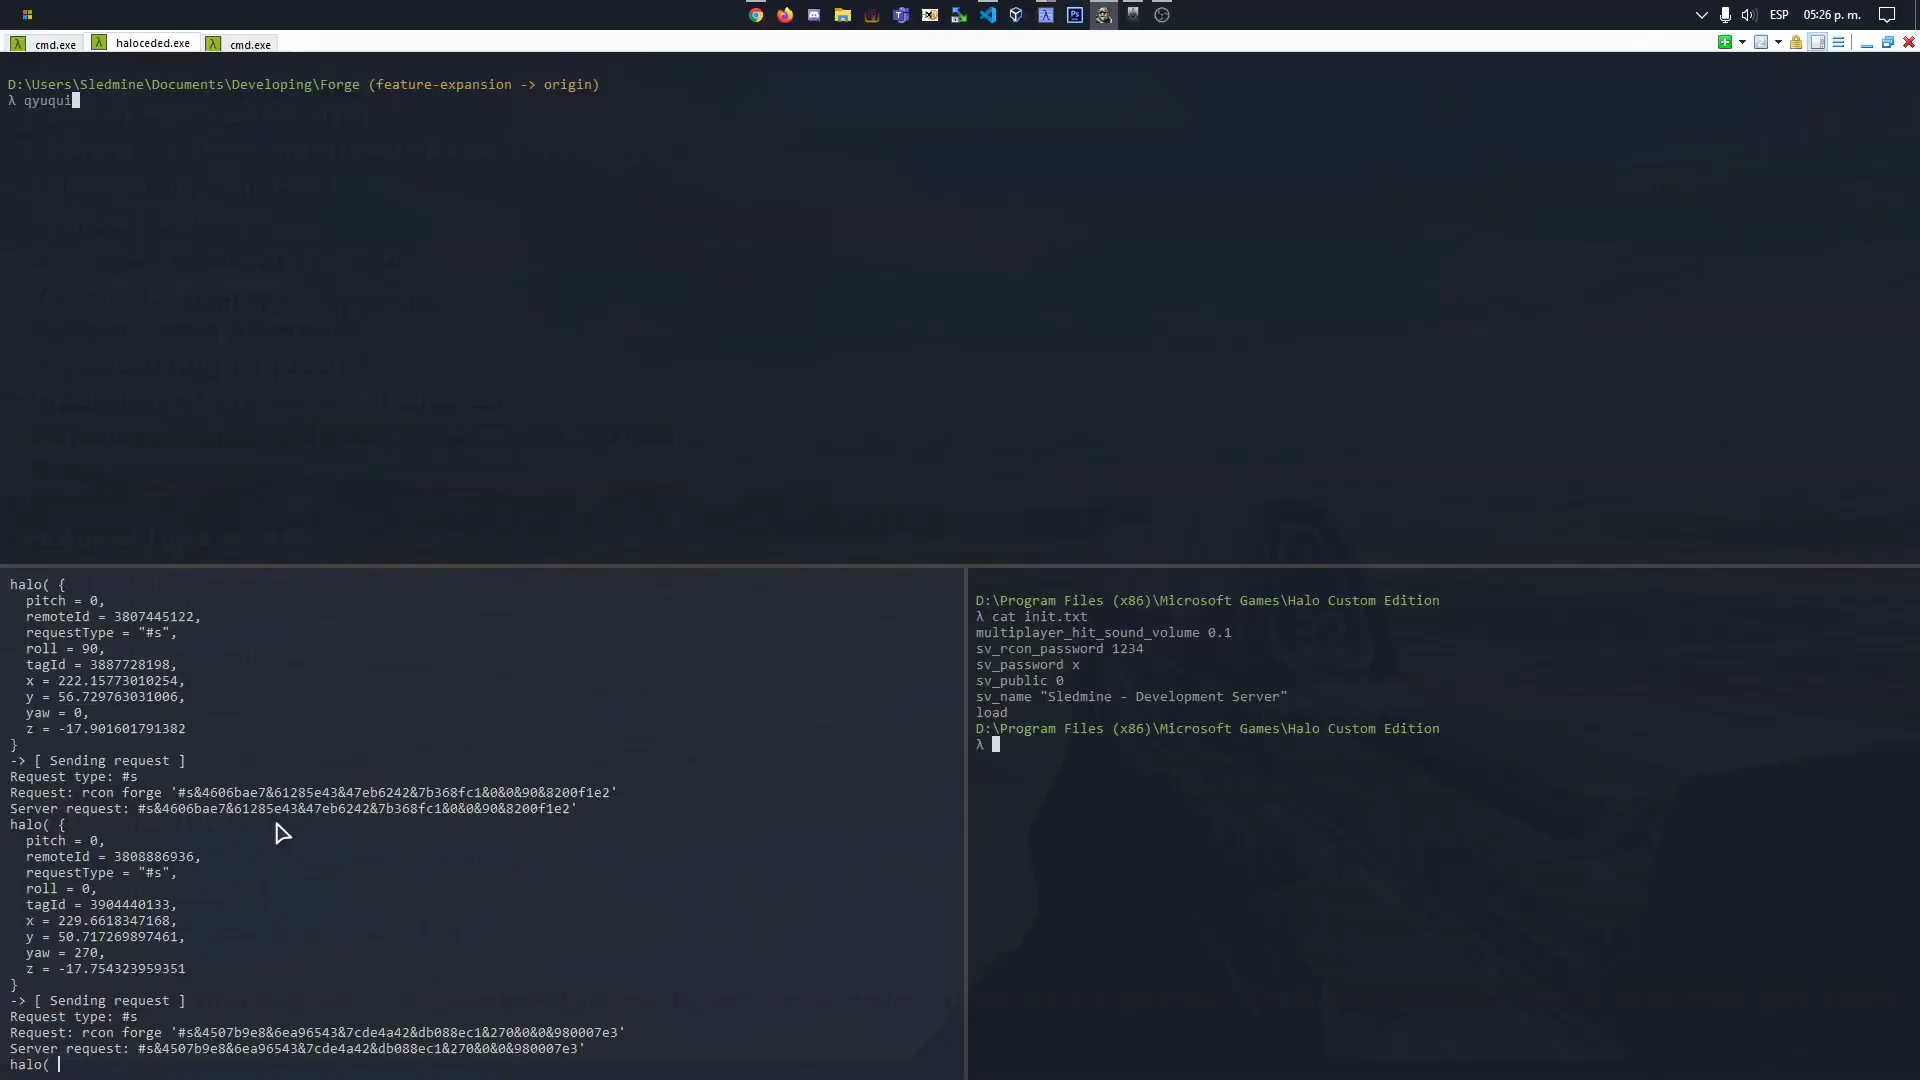 ESP 05:26 p. m.
cmd.exe haloceded.exe cmd.exe
D:\Users\Sledmine\Documents\Developing\Forge (feature-expansion -> origin)
λ qyuqui
halo( {
pitch = 0,
remoteId = 3807445122,
requestType = "#s",
roll = 90,
tagId = 3887728198,
x = 222.15773010254,
y = 56.729763031006,
yaw = 0,
z = -17.901601791382
}
-> [ Sending request ]
Request type: #s
Request: rcon forge '#s&4606bae7&61285e43&47eb6242&7b368fc1&0&0&90&8200f1e2'
Server request: #s&4606bae7&61285e43&47eb6242&7b368fc1&0&0&90&8200f1e2'
halo( {
pitch = 0,
remoteId = 3808886936,
requestType = "#s",
roll = 0,
tagId = 3904440133,
x = 229.6618347168,
y = 50.717269897461,
yaw = 270,
z = -17.754323959351
}
-> [ Sending request ]
Request type: #s
Request: rcon forge '#s&4507b9e8&6ea96543&7cde4a42&db088ec1&270&0&0&980007e3'
Server request: #s&4507b9e8&6ea96543&7cde4a42&db088ec1&270&0&0&980007e3'
halo(
D:\Program Files (x86)\Microsoft Games\Halo Custom Edition
λ cat init.txt
multiplayer_hit_sound_volume 0.1
sv_rcon_password 1234
sv_password x
sv_public 0
sv_name "Sledmine - Development Server"
load
D:\Program Files (x86)\Microsoft Games\Halo Custom Edition
λ